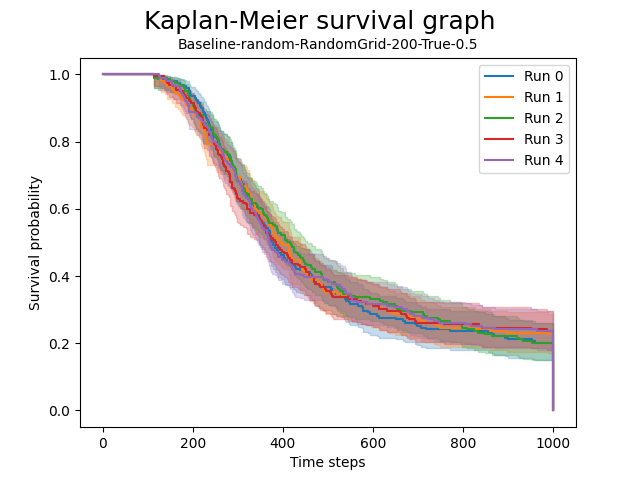 Kaplan-Meier survival graph
Baseline-random-RandomGrid-200-True-0.5
Run 0
Run 1
Run 2
Run 3
Run 4
Survival probability
1.0
0.8
0.6
0.4
0.2
0.0
0 200 400 600 800 1000
Time steps